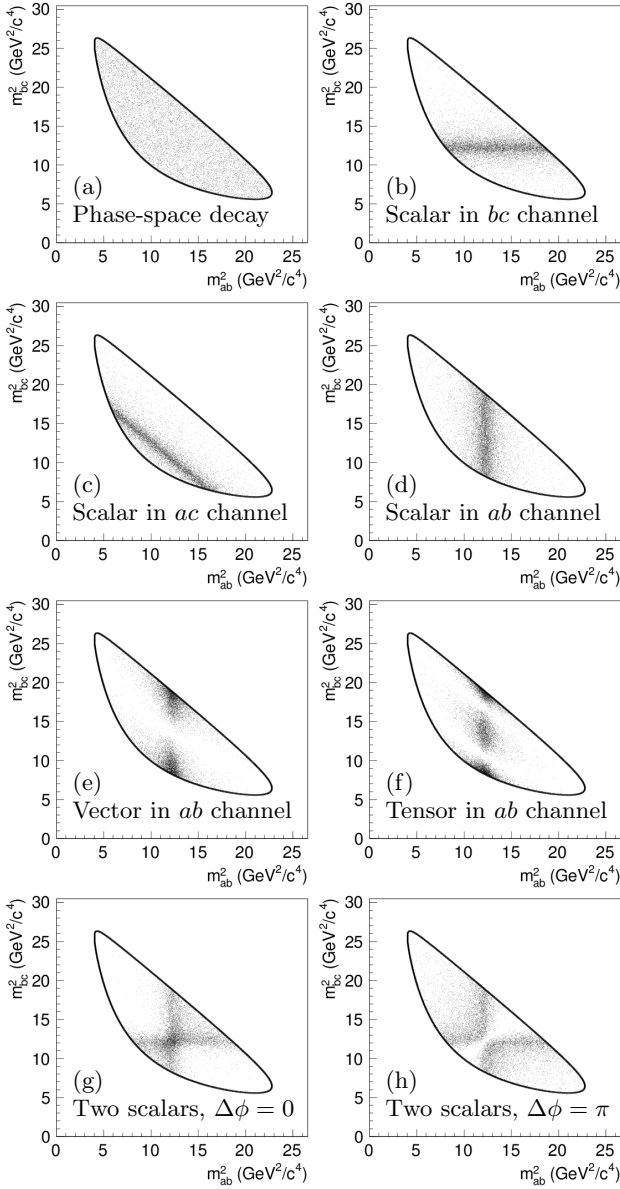 m²bc (GeV²/c⁴)
30
25
20
15
10
5
0
(a)
Phase-space decay
0 5 10 15 20 25
m²ab (GeV²/c⁴)
m²bc (GeV²/c⁴)
30
25
20
15
10
5
0
(b)
Scalar in bc channel
0 5 10 15 20 25
m²ab (GeV²/c⁴)
m²bc (GeV²/c⁴)
30
25
20
15
10
5
0
(c)
Scalar in ac channel
0 5 10 15 20 25
m²ab (GeV²/c⁴)
m²bc (GeV²/c⁴)
30
25
20
15
10
5
0
(d)
Scalar in ab channel
0 5 10 15 20 25
m²ab (GeV²/c⁴)
m²bc (GeV²/c⁴)
30
25
20
15
10
5
0
(e)
Vector in ab channel
0 5 10 15 20 25
m²ab (GeV²/c⁴)
m²bc (GeV²/c⁴)
30
25
20
15
10
5
0
(f)
Tensor in ab channel
0 5 10 15 20 25
m²ab (GeV²/c⁴)
m²bc (GeV²/c⁴)
30
25
20
15
10
5
0
(g)
Two scalars, Δϕ = 0
0 5 10 15 20 25
m²ab (GeV²/c⁴)
m²bc (GeV²/c⁴)
30
25
20
15
10
5
0
(h)
Two scalars, Δϕ = π
0 5 10 15 20 25
m²ab (GeV²/c⁴)